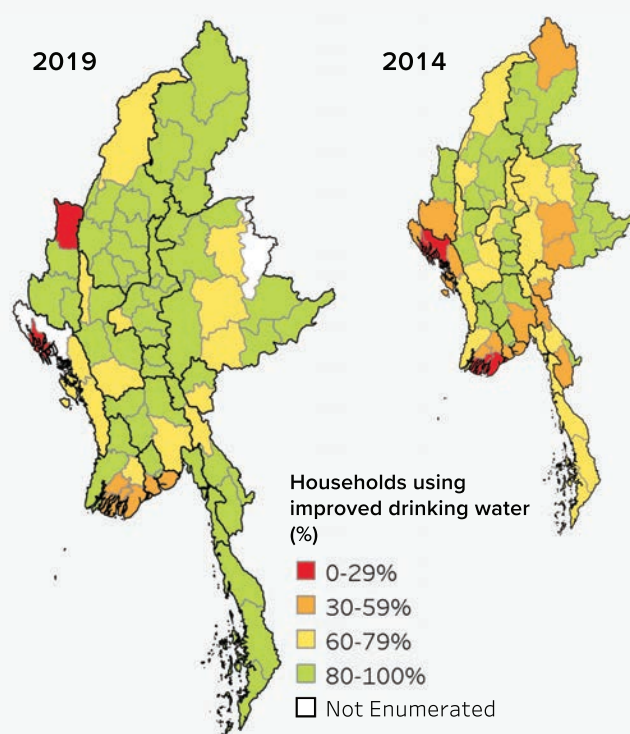 2019
2014
Households using
improved drinking water
(%)
0-29%
30-59%
60-79%
80-100%
Not Enumerated